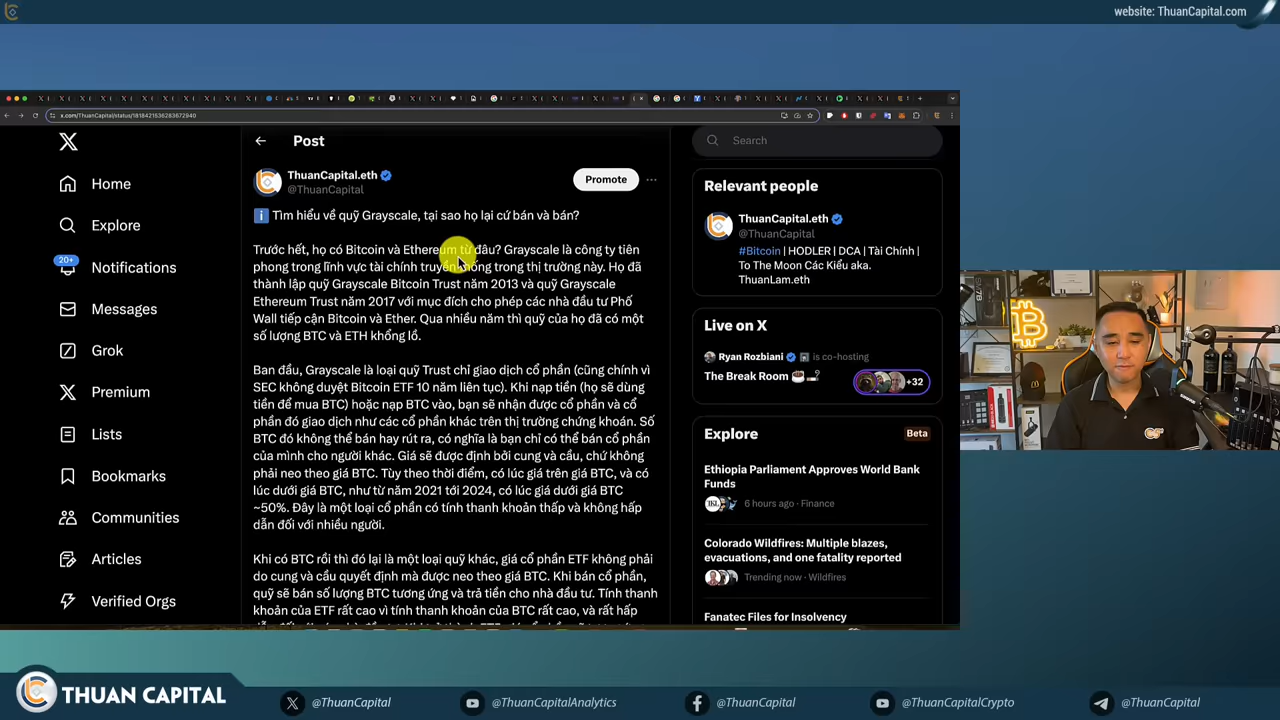 website: ThuanCapital.com
x.com/ThuanCapital/status/1818421536283672940
Home
Explore
20+
Notifications
Messages
Grok
Premium
Lists
Bookmarks
Communities
Articles
Verified Orgs
Post
ThuanCapital.eth
@ThuanCapital
Promote
Tìm hiểu về quỹ Grayscale, tại sao họ lại cứ bán và bán?
Trước hết, họ có Bitcoin và Ethereum từ đâu? Grayscale là công ty tiên
phong trong lĩnh vực tài chính truyền thống trong thị trường này. Họ đã
thành lập quỹ Grayscale Bitcoin Trust năm 2013 và quỹ Grayscale
Ethereum Trust năm 2017 với mục đích cho phép các nhà đầu tư Phố
Wall tiếp cận Bitcoin và Ether. Qua nhiều năm thì quỹ của họ đã có một
số lượng BTC và ETH khổng lồ.
Ban đầu, Grayscale là loại quỹ Trust chỉ giao dịch cổ phần (cũng chính vì
SEC không duyệt Bitcoin ETF 10 năm liên tục). Khi nạp tiền (họ sẽ dùng
tiền để mua BTC) hoặc nạp BTC vào, bạn sẽ nhận được cổ phần và cổ
phần đó giao dịch như các cổ phần khác trên thị trường chứng khoán. Số
BTC đó không thể bán hay rút ra, có nghĩa là bạn chỉ có thể bán cổ phần
của mình cho người khác. Giá sẽ được định bởi cung và cầu, chứ không
phải neo theo giá BTC. Tùy theo thời điểm, có lúc giá trên giá BTC, và có
lúc dưới giá BTC, như từ năm 2021 tới 2024, có lúc giá dưới giá BTC
~50%. Đây là một loại cổ phần có tính thanh khoản thấp và không hấp
dẫn đối với nhiều người.
Khi có BTC rồi thì đó lại là một loại quỹ khác, giá cổ phần ETF không phải
do cung và cầu quyết định mà được neo theo giá BTC. Khi bán cổ phần,
quỹ sẽ bán số lượng BTC tương ứng và trả tiền cho nhà đầu tư. Tính thanh
khoản của ETF rất cao vì tính thanh khoản của BTC rất cao, và rất hấp
Search
Relevant people
ThuanCapital.eth
@ThuanCapital
#Bitcoin | HODLER | DCA | Tài Chính |
To The Moon Các Kiểu aka.
ThuanLam.eth
Live on X
Ryan Rozbiani is co-hosting
The Break Room
+32
Explore
Beta
Ethiopia Parliament Approves World Bank
Funds
6 hours ago · Finance
Colorado Wildfires: Multiple blazes,
evacuations, and one fatality reported
Trending now · Wildfires
Fanatec Files for Insolvency
THUAN CAPITAL
@ThuanCapital
@ThuanCapitalAnalytics
@ThuanCapital
@ThuanCapitalCrypto
@ThuanCapital